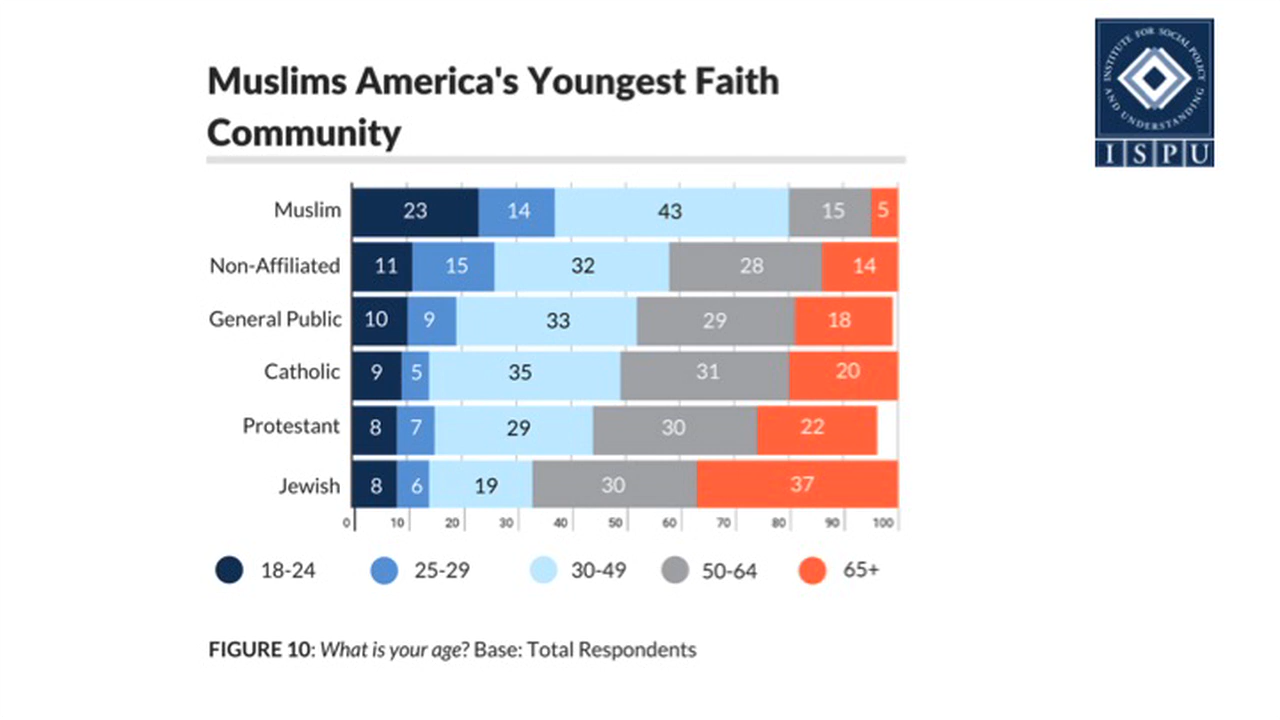 Muslims America's Youngest Faith
Community
INSTITUTE FOR SOCIAL POLICY
AND UNDERSTANDING
ISPU
Muslim 23 14 43 15 5
Non-Affiliated 11 15 32 28 14
General Public 10 9 33 29 18
Catholic 9 5 35 31 20
Protestant 8 7 29 30 22
Jewish 8 6 19 30 37
0 10 20 30 40 50 60 70 80 90 100
18-24 25-29 30-49 50-64 65+
FIGURE 10: What is your age? Base: Total Respondents